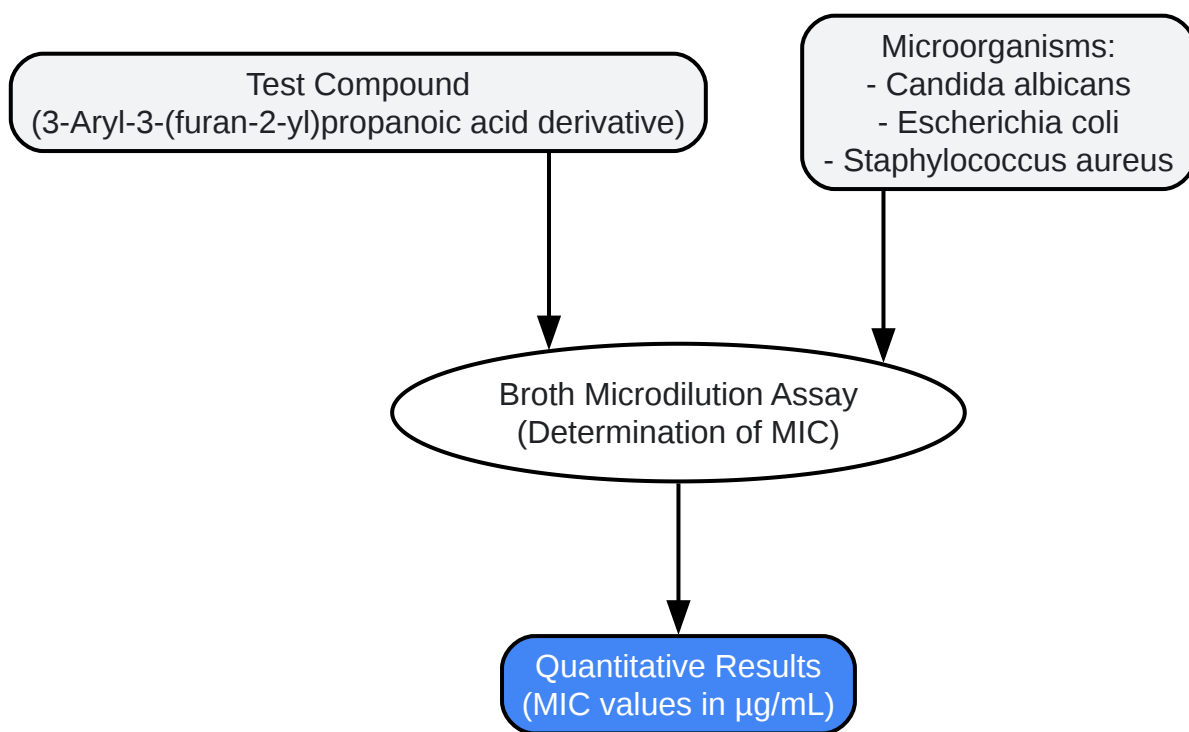 Test Compound
(3-Aryl-3-(furan-2-yl)propanoic acid derivative)
Microorganisms:
- Candida albicans
- Escherichia coli
- Staphylococcus aureus
Broth Microdilution Assay
(Determination of MIC)
Quantitative Results
(MIC values in µg/mL)